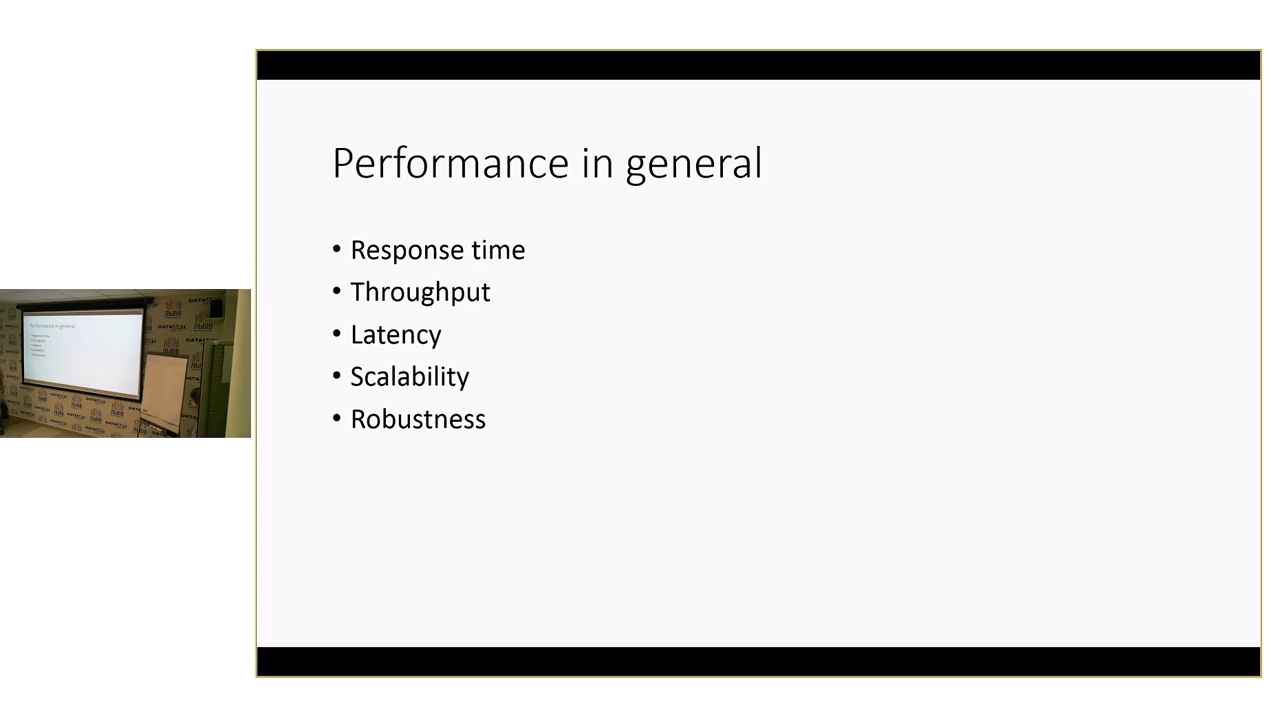 Performance in general
• Response time
• Throughput
• Latency
• Scalability
• Robustness